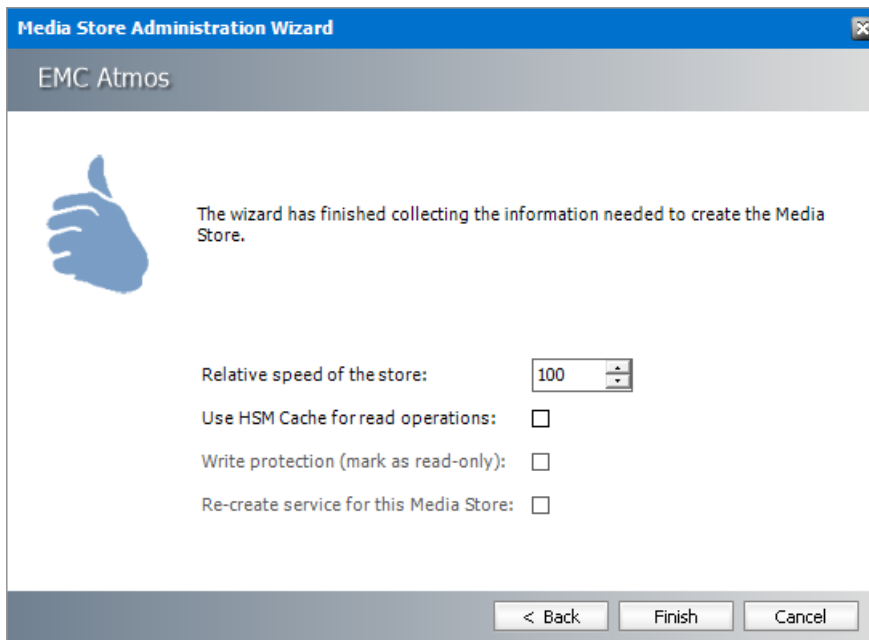 Media Store Administration Wizard
EMC Atmos
The wizard has finished collecting the information needed to create the Media
Store.
Relative speed of the store: 100
Use HSM Cache for read operations:
Write protection (mark as read-only):
Re-create service for this Media Store:
< Back Finish Cancel